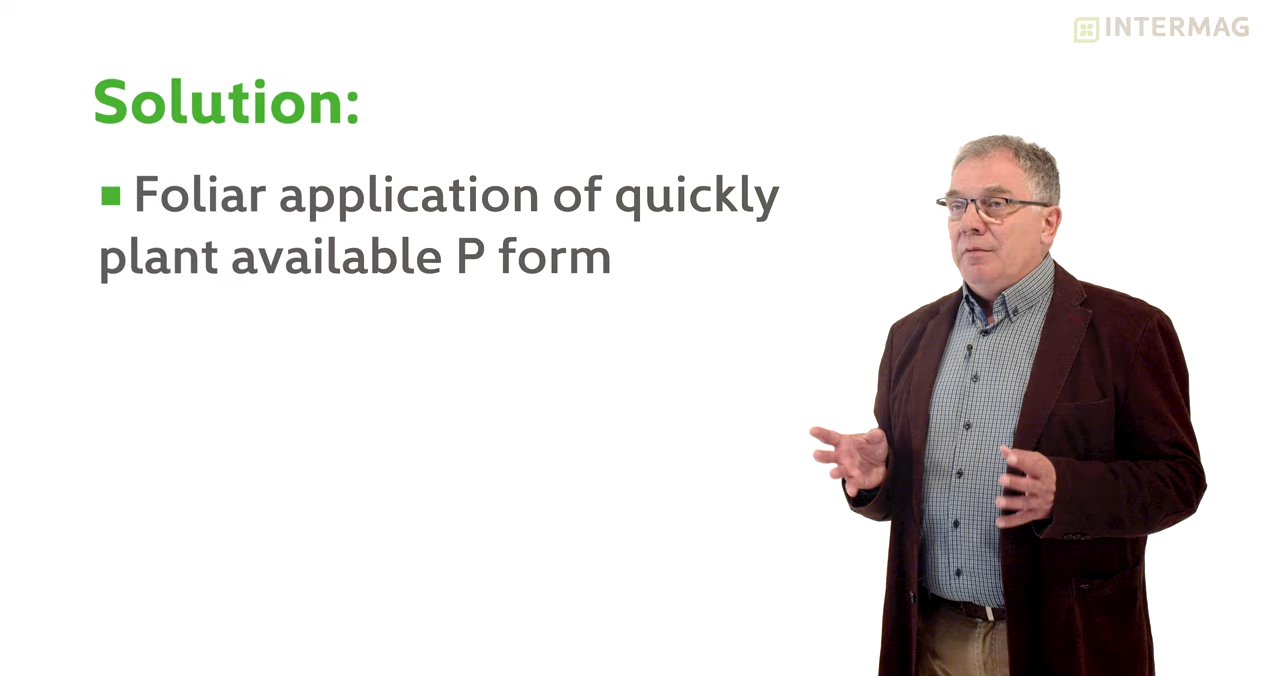 INTERMAG
Solution:
Foliar application of quickly
plant available P form